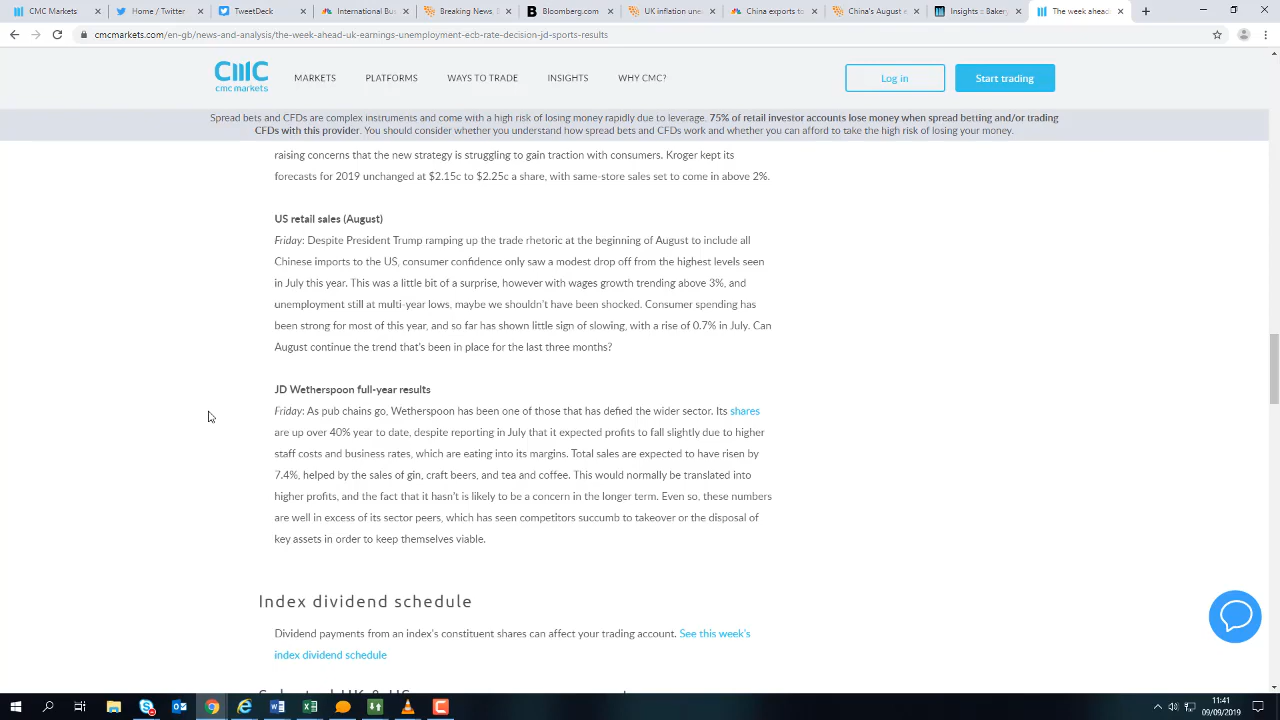 CMC Markets
Home / Twitter
TweetDeck
International Bus
Breaking News, F
Bloomberg.com
UK inflation une
China exports to
China's August e
Insights :: Bakery
The week ahead
cmcmarkets.com/en-gb/news-and-analysis/the-week-ahead-uk-earnings-unemployment-ecb-rate-decision-jd-sports-results
cmc markets
MARKETS
PLATFORMS
WAYS TO TRADE
INSIGHTS
WHY CMC?
Log in
Start trading
Spread bets and CFDs are complex instruments and come with a high risk of losing money rapidly due to leverage. 75% of retail investor accounts lose money when spread betting and/or trading
CFDs with this provider. You should consider whether you understand how spread bets and CFDs work and whether you can afford to take the high risk of losing your money.
raising concerns that the new strategy is struggling to gain traction with consumers. Kroger kept its
forecasts for 2019 unchanged at $2.15c to $2.25c a share, with same-store sales set to come in above 2%.
US retail sales (August)
Friday: Despite President Trump ramping up the trade rhetoric at the beginning of August to include all
Chinese imports to the US, consumer confidence only saw a modest drop off from the highest levels seen
in July this year. This was a little bit of a surprise, however with wages growth trending above 3%, and
unemployment still at multi-year lows, maybe we shouldn't have been shocked. Consumer spending has
been strong for most of this year, and so far has shown little sign of slowing, with a rise of 0.7% in July. Can
August continue the trend that's been in place for the last three months?
JD Wetherspoon full-year results
Friday: As pub chains go, Wetherspoon has been one of those that has defied the wider sector. Its shares
are up over 40% year to date, despite reporting in July that it expected profits to fall slightly due to higher
staff costs and business rates, which are eating into its margins. Total sales are expected to have risen by
7.4%, helped by the sales of gin, craft beers, and tea and coffee. This would normally be translated into
higher profits, and the fact that it hasn't is likely to be a concern in the longer term. Even so, these numbers
are well in excess of its sector peers, which has seen competitors succumb to takeover or the disposal of
key assets in order to keep themselves viable.
Index dividend schedule
Dividend payments from an index's constituent shares can affect your trading account. See this week's
index dividend schedule
11:41
09/09/2019